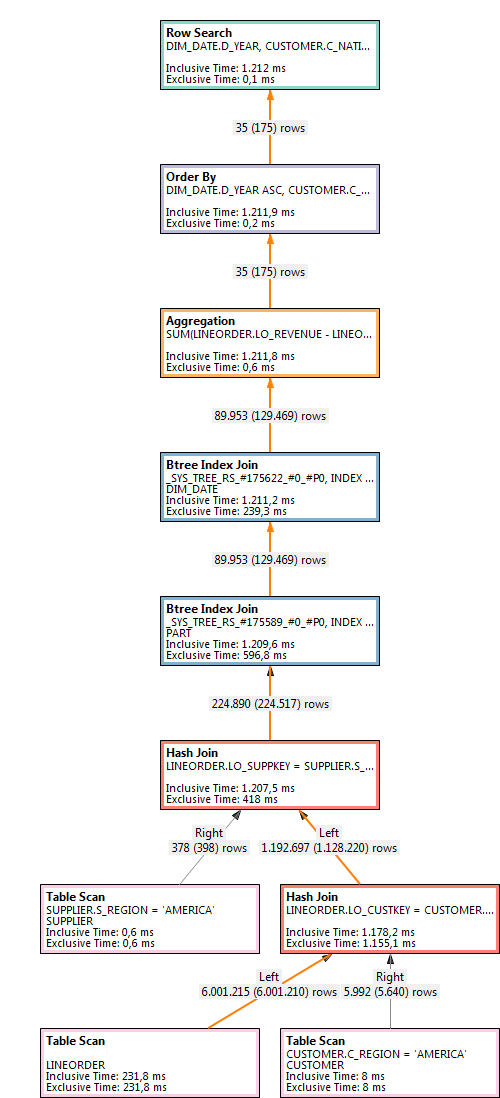 Row Search
DIM_DATE.D_YEAR, CUSTOMER.C_NATI...
Inclusive Time: 1.212 ms
Exclusive Time: 0,1 ms
35 (175) rows
Order By
DIM_DATE.D_YEAR ASC, CUSTOMER.C_...
Inclusive Time: 1.211,9 ms
Exclusive Time: 0,2 ms
35 (175) rows
Aggregation
SUM(LINEORDER.LO_REVENUE - LINEO...
Inclusive Time: 1.211,8 ms
Exclusive Time: 0,6 ms
89.953 (129.469) rows
Btree Index Join
_SYS_TREE_RS_#175622_#0_#P0, INDEX ...
DIM_DATE
Inclusive Time: 1.211,2 ms
Exclusive Time: 239,3 ms
89.953 (129.469) rows
Btree Index Join
_SYS_TREE_RS_#175589_#0_#P0, INDEX ...
PART
Inclusive Time: 1.209,6 ms
Exclusive Time: 596,8 ms
224.890 (224.517) rows
Hash Join
LINEORDER.LO_SUPPKEY = SUPPLIER.S_...
Inclusive Time: 1.207,5 ms
Exclusive Time: 418 ms
Right
378 (398) rows
Left
1.192.697 (1.128.220) rows
Table Scan
SUPPLIER.S_REGION = 'AMERICA'
SUPPLIER
Inclusive Time: 0,6 ms
Exclusive Time: 0,6 ms
Hash Join
LINEORDER.LO_CUSTKEY = CUSTOMER....
Inclusive Time: 1.178,2 ms
Exclusive Time: 1.155,1 ms
Left
6.001.215 (6.001.210) rows
Right
5.992 (5.640) rows
Table Scan
LINEORDER
Inclusive Time: 231,8 ms
Exclusive Time: 231,8 ms
Table Scan
CUSTOMER.C_REGION = 'AMERICA'
CUSTOMER
Inclusive Time: 8 ms
Exclusive Time: 8 ms